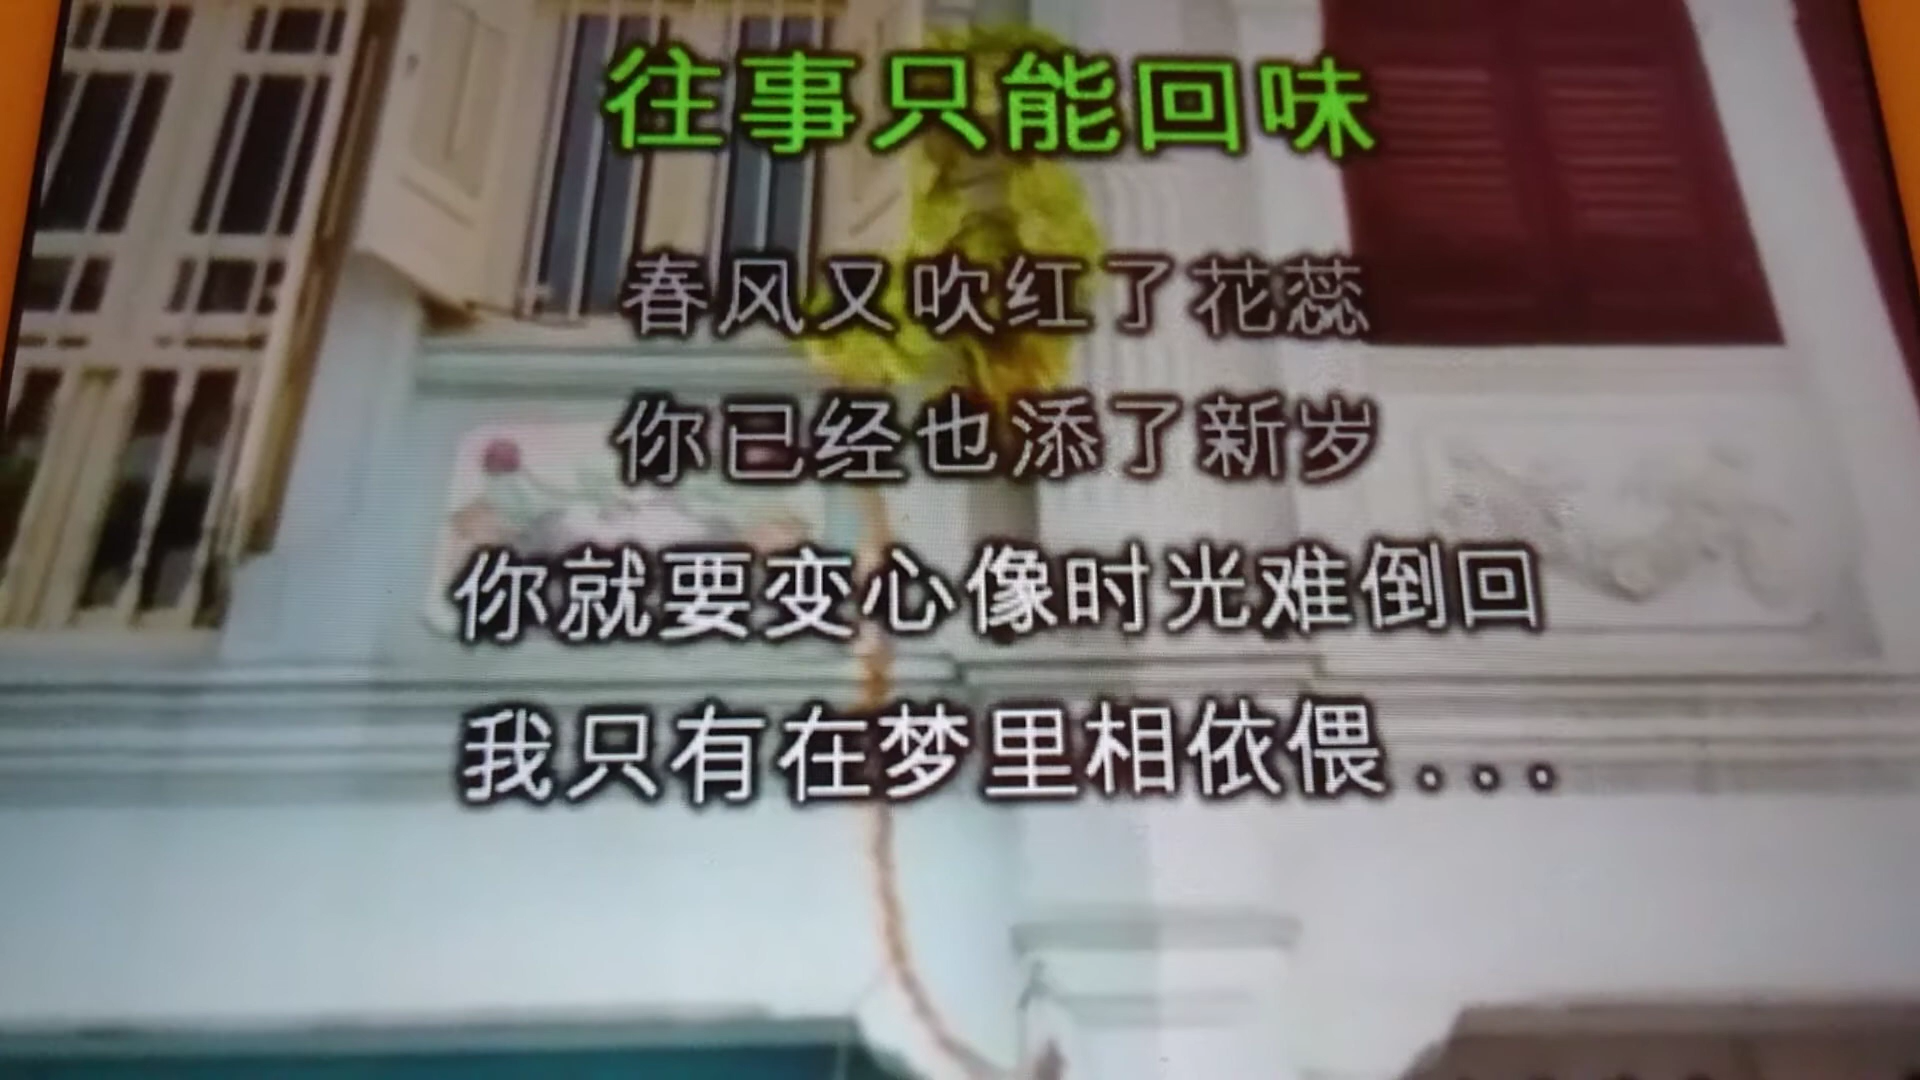 往事只能回味
春风又吹红了花蕊
你已经也添了新岁
你就要变心像时光难倒回
我只有在梦里相依偎...